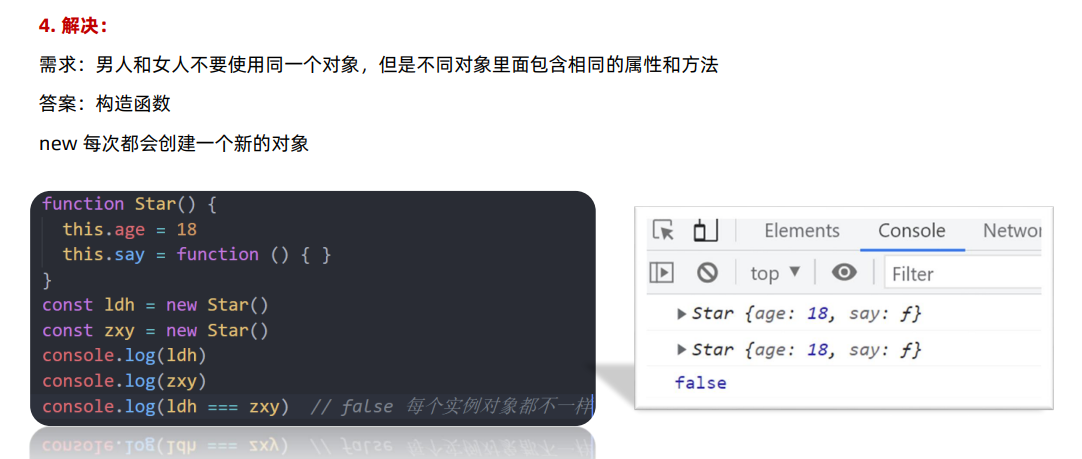 4. 解决：
需求：男人和女人不要使用同一个对象，但是不同对象里面包含相同的属性和方法
答案：构造函数
new 每次都会创建一个新的对象
function Star() {
this.age = 18
this.say = function () { }
}
const ldh = new Star()
const zxy = new Star()
console.log(ldh)
console.log(zxy)
console.log(ldh === zxy) // false 每个实例对象都不一样
Elements Console Networ
top ▼ Filter
▶ Star {age: 18, say: ƒ}
▶ Star {age: 18, say: ƒ}
false